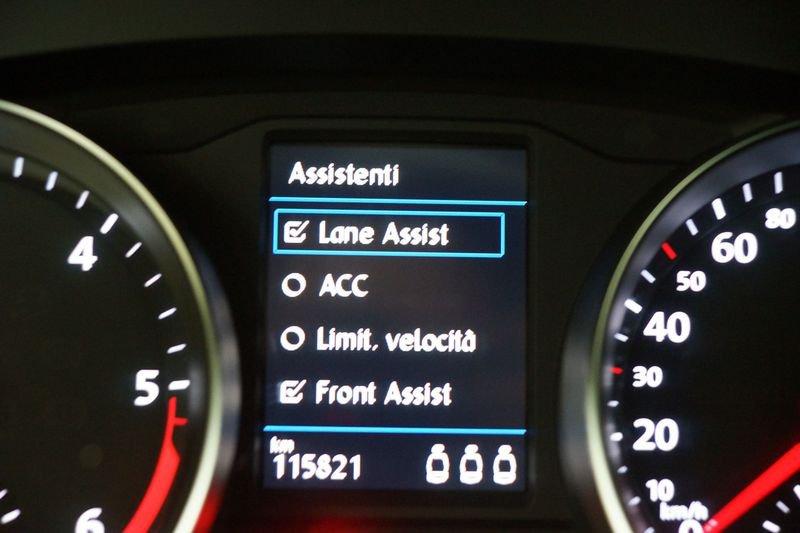 Assistenti
Lane Assist
ACC
Limit. velocità
Front Assist
km
115821
4
5
6
80
60
50
40
30
20
10
km/h
0